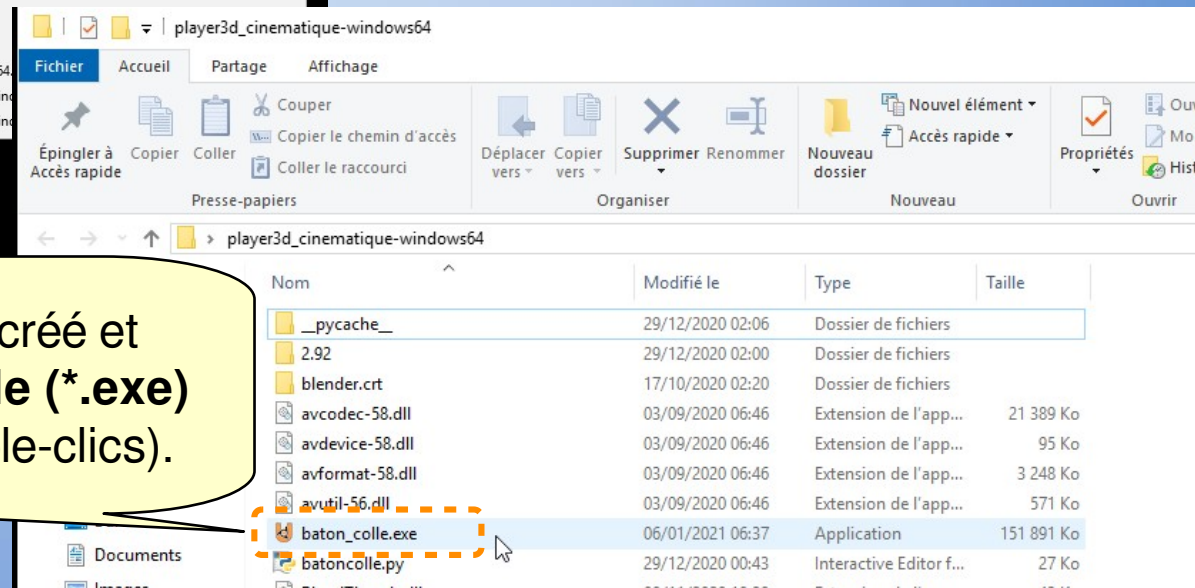 player3d_cinematique-windows64
Fichier Accueil Partage Affichage
Couper
Copier le chemin d'accès
Coller le raccourci
Épingler à Accès rapide
Copier Coller
Déplacer vers
Copier vers
Supprimer Renommer
Nouveau dossier
Nouvel élément
Accès rapide
Propriétés
Presse-papiers Organiser Nouveau Ouvrir
player3d_cinematique-windows64
Nom Modifié le Type Taille
__pycache__ 29/12/2020 02:06 Dossier de fichiers
2.92 29/12/2020 02:00 Dossier de fichiers
blender.crt 17/10/2020 02:20 Dossier de fichiers
avcodec-58.dll 03/09/2020 06:46 Extension de l'app... 21 389 Ko
avdevice-58.dll 03/09/2020 06:46 Extension de l'app... 95 Ko
avformat-58.dll 03/09/2020 06:46 Extension de l'app... 3 248 Ko
avutil-56.dll 03/09/2020 06:46 Extension de l'app... 571 Ko
baton_colle.exe 06/01/2021 06:37 Application 151 891 Ko
batoncolle.py 29/12/2020 00:43 Interactive Editor f... 27 Ko
créé et
le (*.exe)
le-clics).
Documents